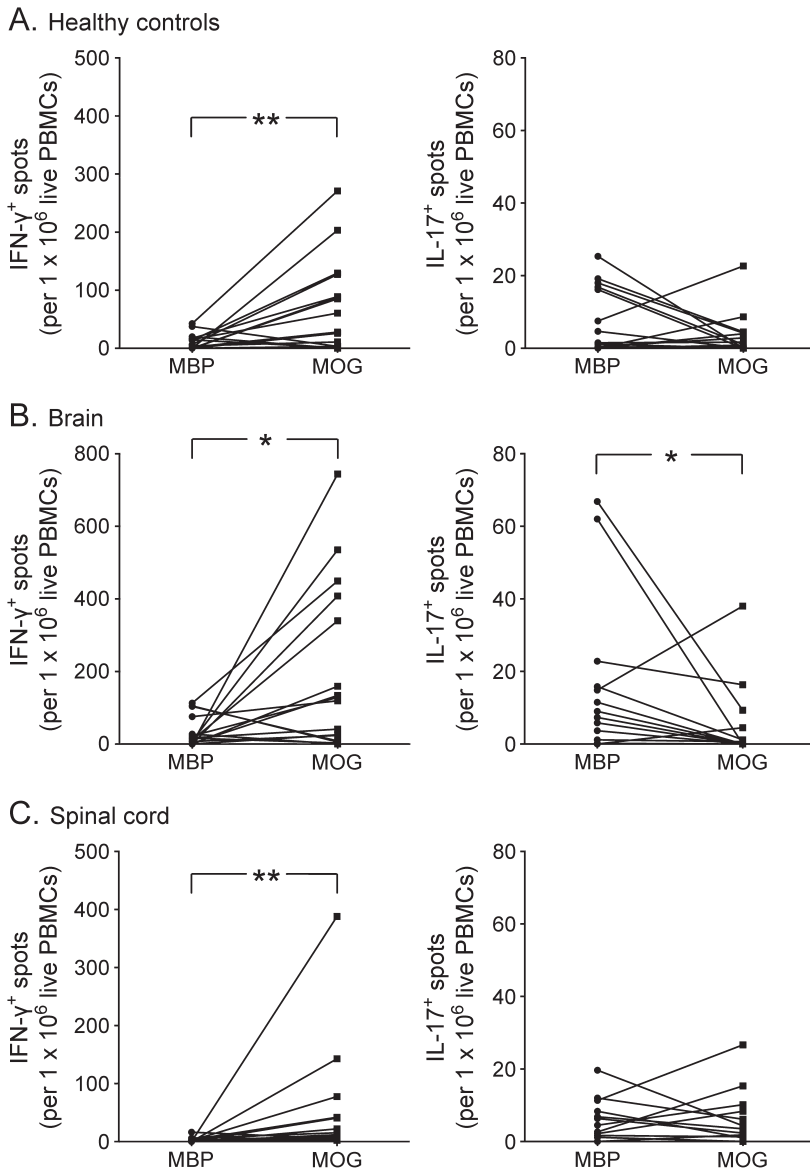 A. Healthy controls
IFN-γ⁺ spots
(per 1 x 10⁶ live PBMCs)
500
400
300
200
100
0
**
MBP
MOG
IL-17⁺ spots
(per 1 x 10⁶ live PBMCs)
80
60
40
20
0
MBP
MOG
B. Brain
IFN-γ⁺ spots
(per 1 x 10⁶ live PBMCs)
800
600
400
200
0
*
MBP
MOG
IL-17⁺ spots
(per 1 x 10⁶ live PBMCs)
80
60
40
20
0
*
MBP
MOG
C. Spinal cord
IFN-γ⁺ spots
(per 1 x 10⁶ live PBMCs)
500
400
300
200
100
0
**
MBP
MOG
IL-17⁺ spots
(per 1 x 10⁶ live PBMCs)
80
60
40
20
0
MBP
MOG